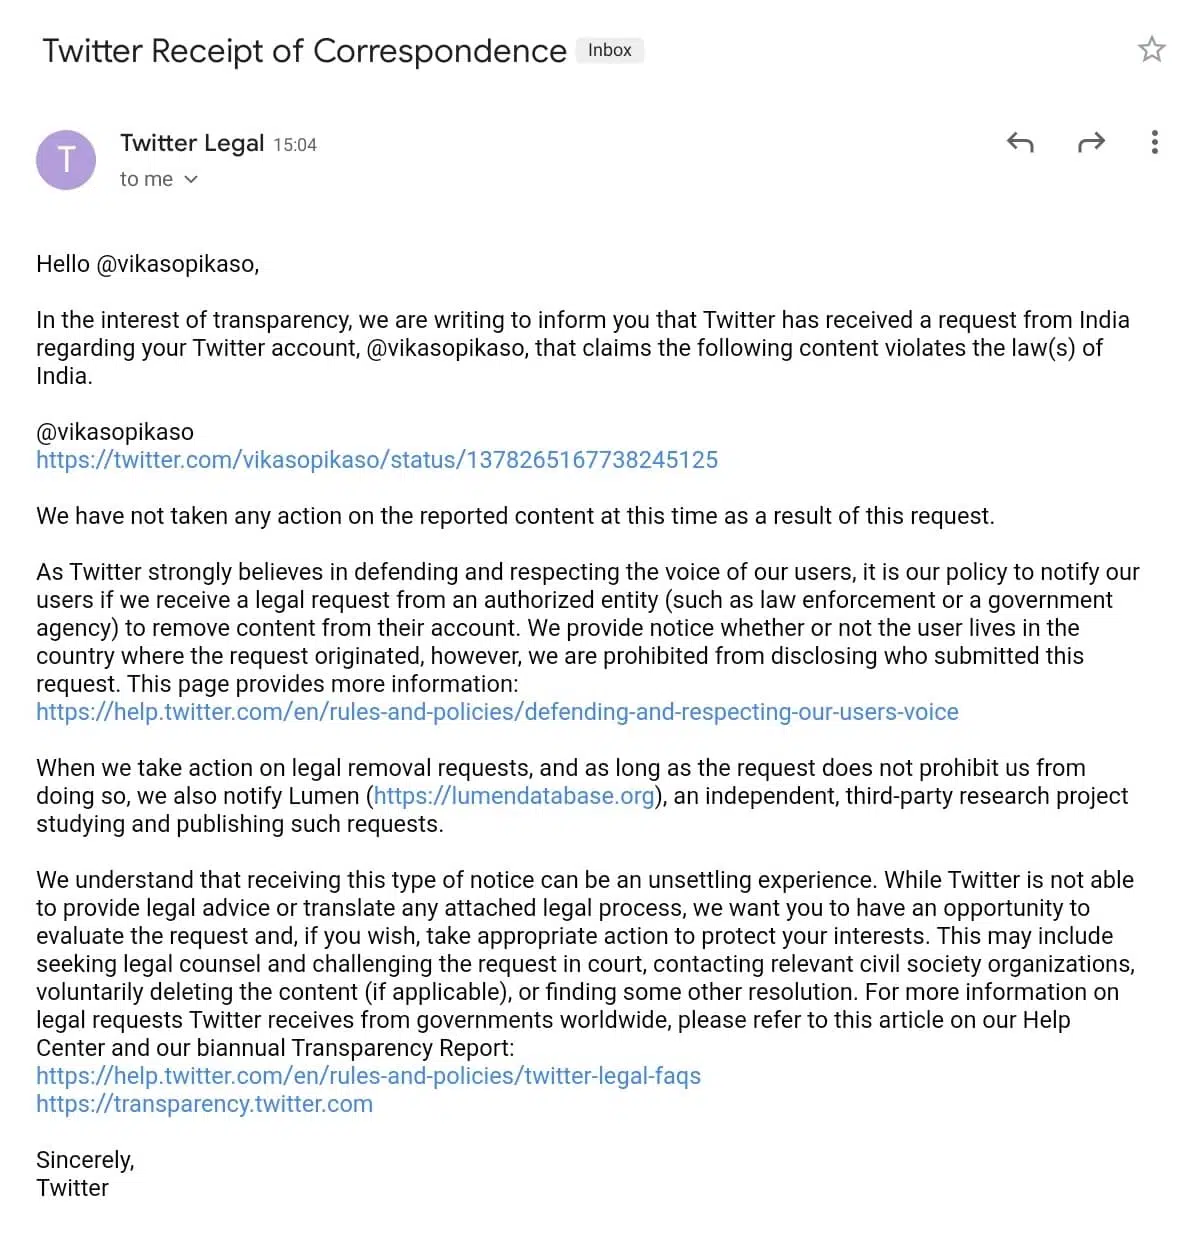 Twitter Receipt of Correspondence Inbox
T
Twitter Legal 15:04
to me
Hello @vikasopikaso,
In the interest of transparency, we are writing to inform you that Twitter has received a request from India
regarding your Twitter account, @vikasopikaso, that claims the following content violates the law(s) of
India.
@vikasopikaso
https://twitter.com/vikasopikaso/status/1378265167738245125
We have not taken any action on the reported content at this time as a result of this request.
As Twitter strongly believes in defending and respecting the voice of our users, it is our policy to notify our
users if we receive a legal request from an authorized entity (such as law enforcement or a government
agency) to remove content from their account. We provide notice whether or not the user lives in the
country where the request originated, however, we are prohibited from disclosing who submitted this
request. This page provides more information:
https://help.twitter.com/en/rules-and-policies/defending-and-respecting-our-users-voice
When we take action on legal removal requests, and as long as the request does not prohibit us from
doing so, we also notify Lumen (https://lumendatabase.org), an independent, third-party research project
studying and publishing such requests.
We understand that receiving this type of notice can be an unsettling experience. While Twitter is not able
to provide legal advice or translate any attached legal process, we want you to have an opportunity to
evaluate the request and, if you wish, take appropriate action to protect your interests. This may include
seeking legal counsel and challenging the request in court, contacting relevant civil society organizations,
voluntarily deleting the content (if applicable), or finding some other resolution. For more information on
legal requests Twitter receives from governments worldwide, please refer to this article on our Help
Center and our biannual Transparency Report:
https://help.twitter.com/en/rules-and-policies/twitter-legal-faqs
https://transparency.twitter.com
Sincerely,
Twitter